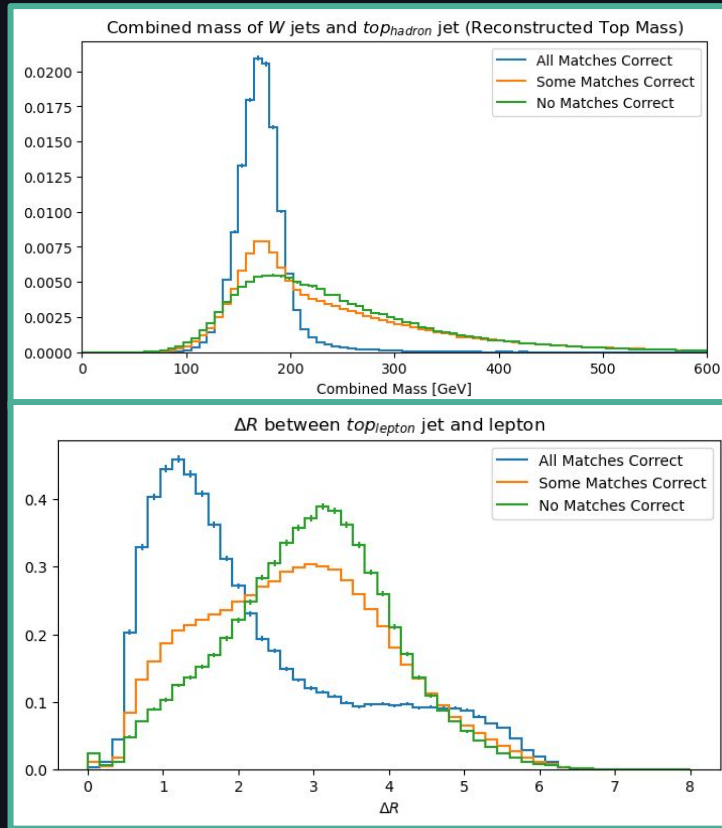 Combined mass of W jets and top_hadron jet (Reconstructed Top Mass)
All Matches Correct
Some Matches Correct
No Matches Correct
0.0200
0.0175
0.0150
0.0125
0.0100
0.0075
0.0050
0.0025
0.0000
0 100 200 300 400 500 600
Combined Mass [GeV]
ΔR between top_lepton jet and lepton
All Matches Correct
Some Matches Correct
No Matches Correct
0.4
0.3
0.2
0.1
0.0
0 1 2 3 4 5 6 7 8
ΔR